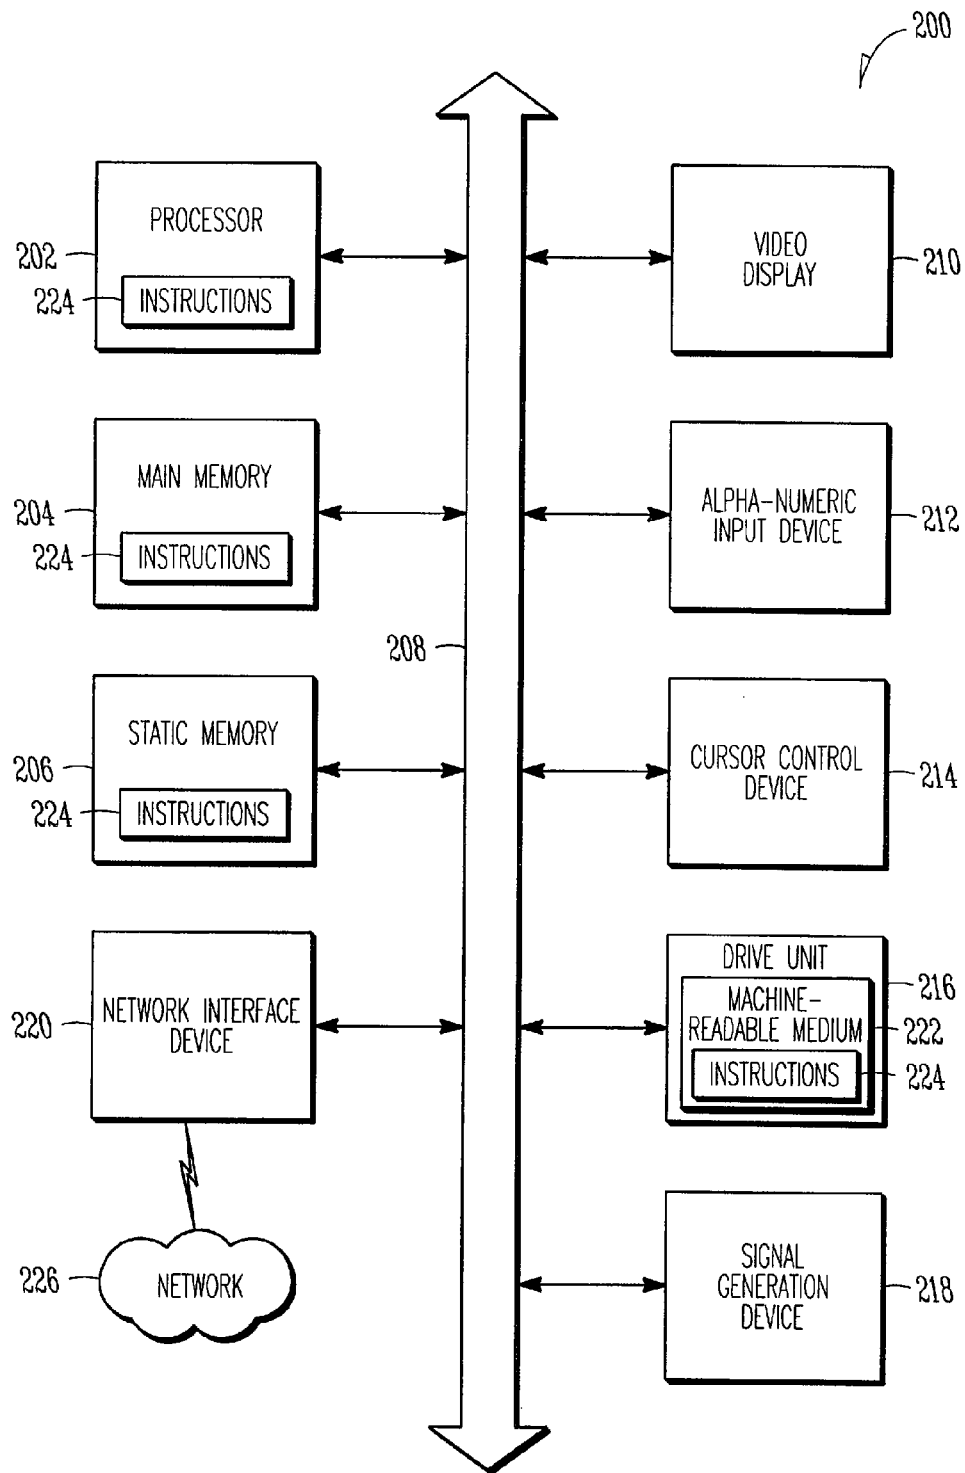 200
PROCESSOR
202
224
INSTRUCTIONS
VIDEO
DISPLAY
210
MAIN MEMORY
204
224
INSTRUCTIONS
ALPHA-NUMERIC
INPUT DEVICE
212
208
STATIC MEMORY
206
224
INSTRUCTIONS
CURSOR CONTROL
DEVICE
214
NETWORK INTERFACE
DEVICE
220
DRIVE UNIT
216
MACHINE-
READABLE MEDIUM
222
INSTRUCTIONS
224
226
NETWORK
SIGNAL
GENERATION
DEVICE
218